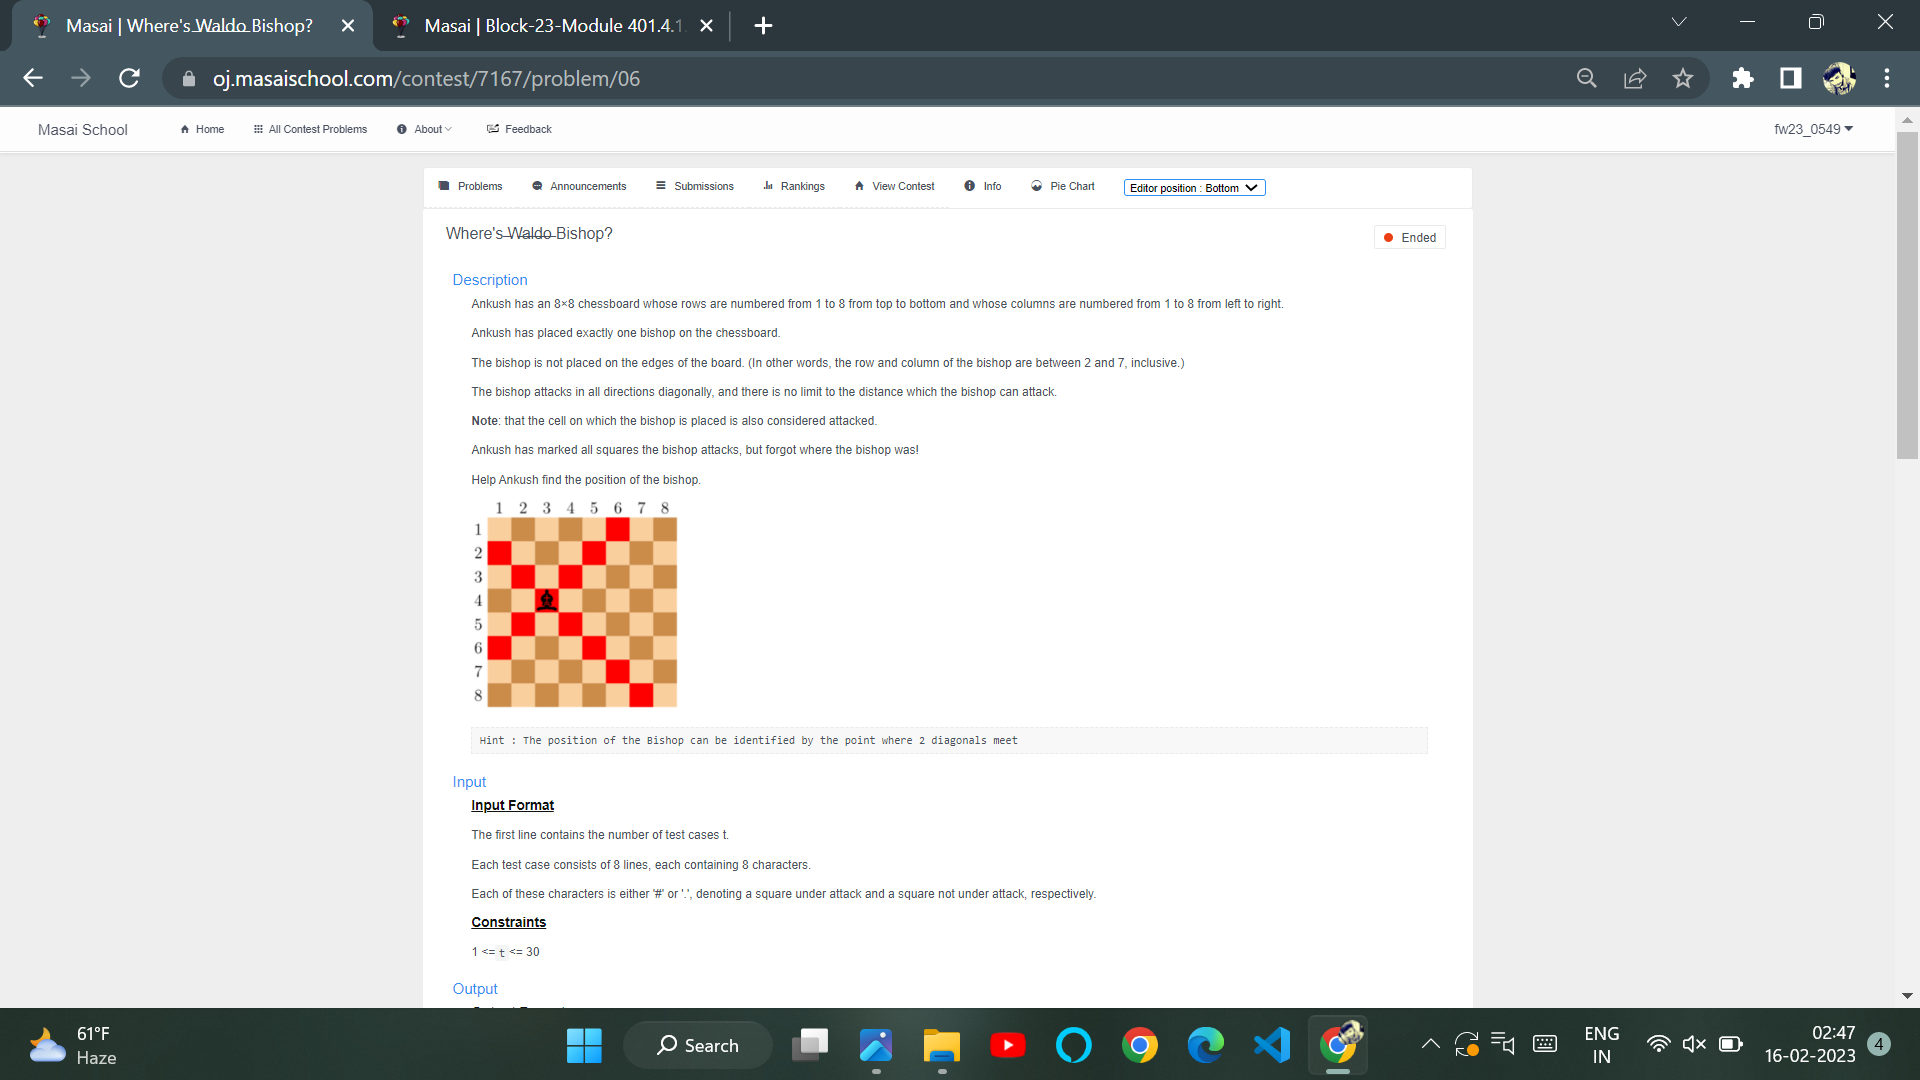 Masai | Where's Waldo Bishop?
Masai | Block-23-Module 401.4.1
oj.masaischool.com/contest/7167/problem/06
Masai School
Home
All Contest Problems
About
Feedback
fw23_0549
Problems
Announcements
Submissions
Rankings
View Contest
Info
Pie Chart
Editor position : Bottom
Where's Waldo Bishop?
Ended
Description
Ankush has an 8×8 chessboard whose rows are numbered from 1 to 8 from top to bottom and whose columns are numbered from 1 to 8 from left to right.
Ankush has placed exactly one bishop on the chessboard.
The bishop is not placed on the edges of the board. (In other words, the row and column of the bishop are between 2 and 7, inclusive.)
The bishop attacks in all directions diagonally, and there is no limit to the distance which the bishop can attack.
Note: that the cell on which the bishop is placed is also considered attacked.
Ankush has marked all squares the bishop attacks, but forgot where the bishop was!
Help Ankush find the position of the bishop.
1 2 3 4 5 6 7 8
1
2
3
4
5
6
7
8
Hint : The position of the Bishop can be identified by the point where 2 diagonals meet
Input
Input Format
The first line contains the number of test cases t.
Each test case consists of 8 lines, each containing 8 characters.
Each of these characters is either '#' or '.', denoting a square under attack and a square not under attack, respectively.
Constraints
1 <= t <= 30
Output
61°F
Haze
Search
ENG
IN
02:47
16-02-2023
4